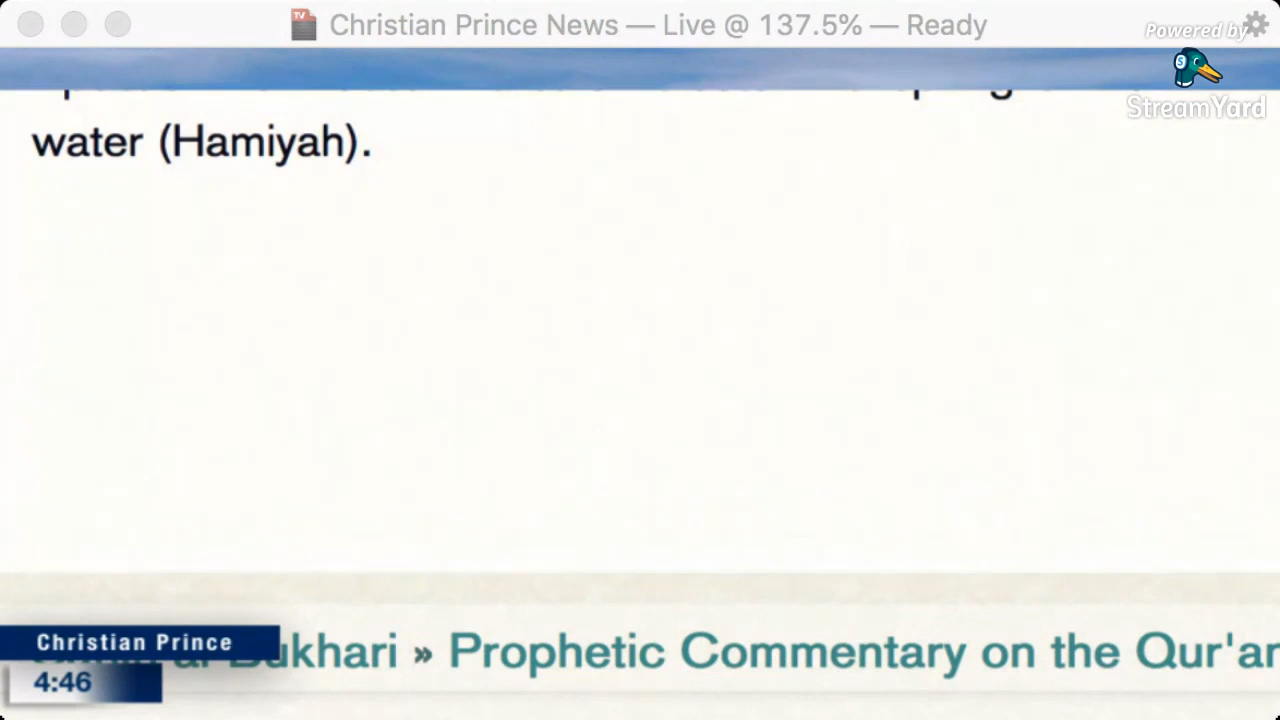 Christian Prince News — Live @ 137.5% — Ready
Powered by
StreamYard
water (Hamiyah).
Christian Prince
Bukhari » Prophetic Commentary on the Qur'an
4:46